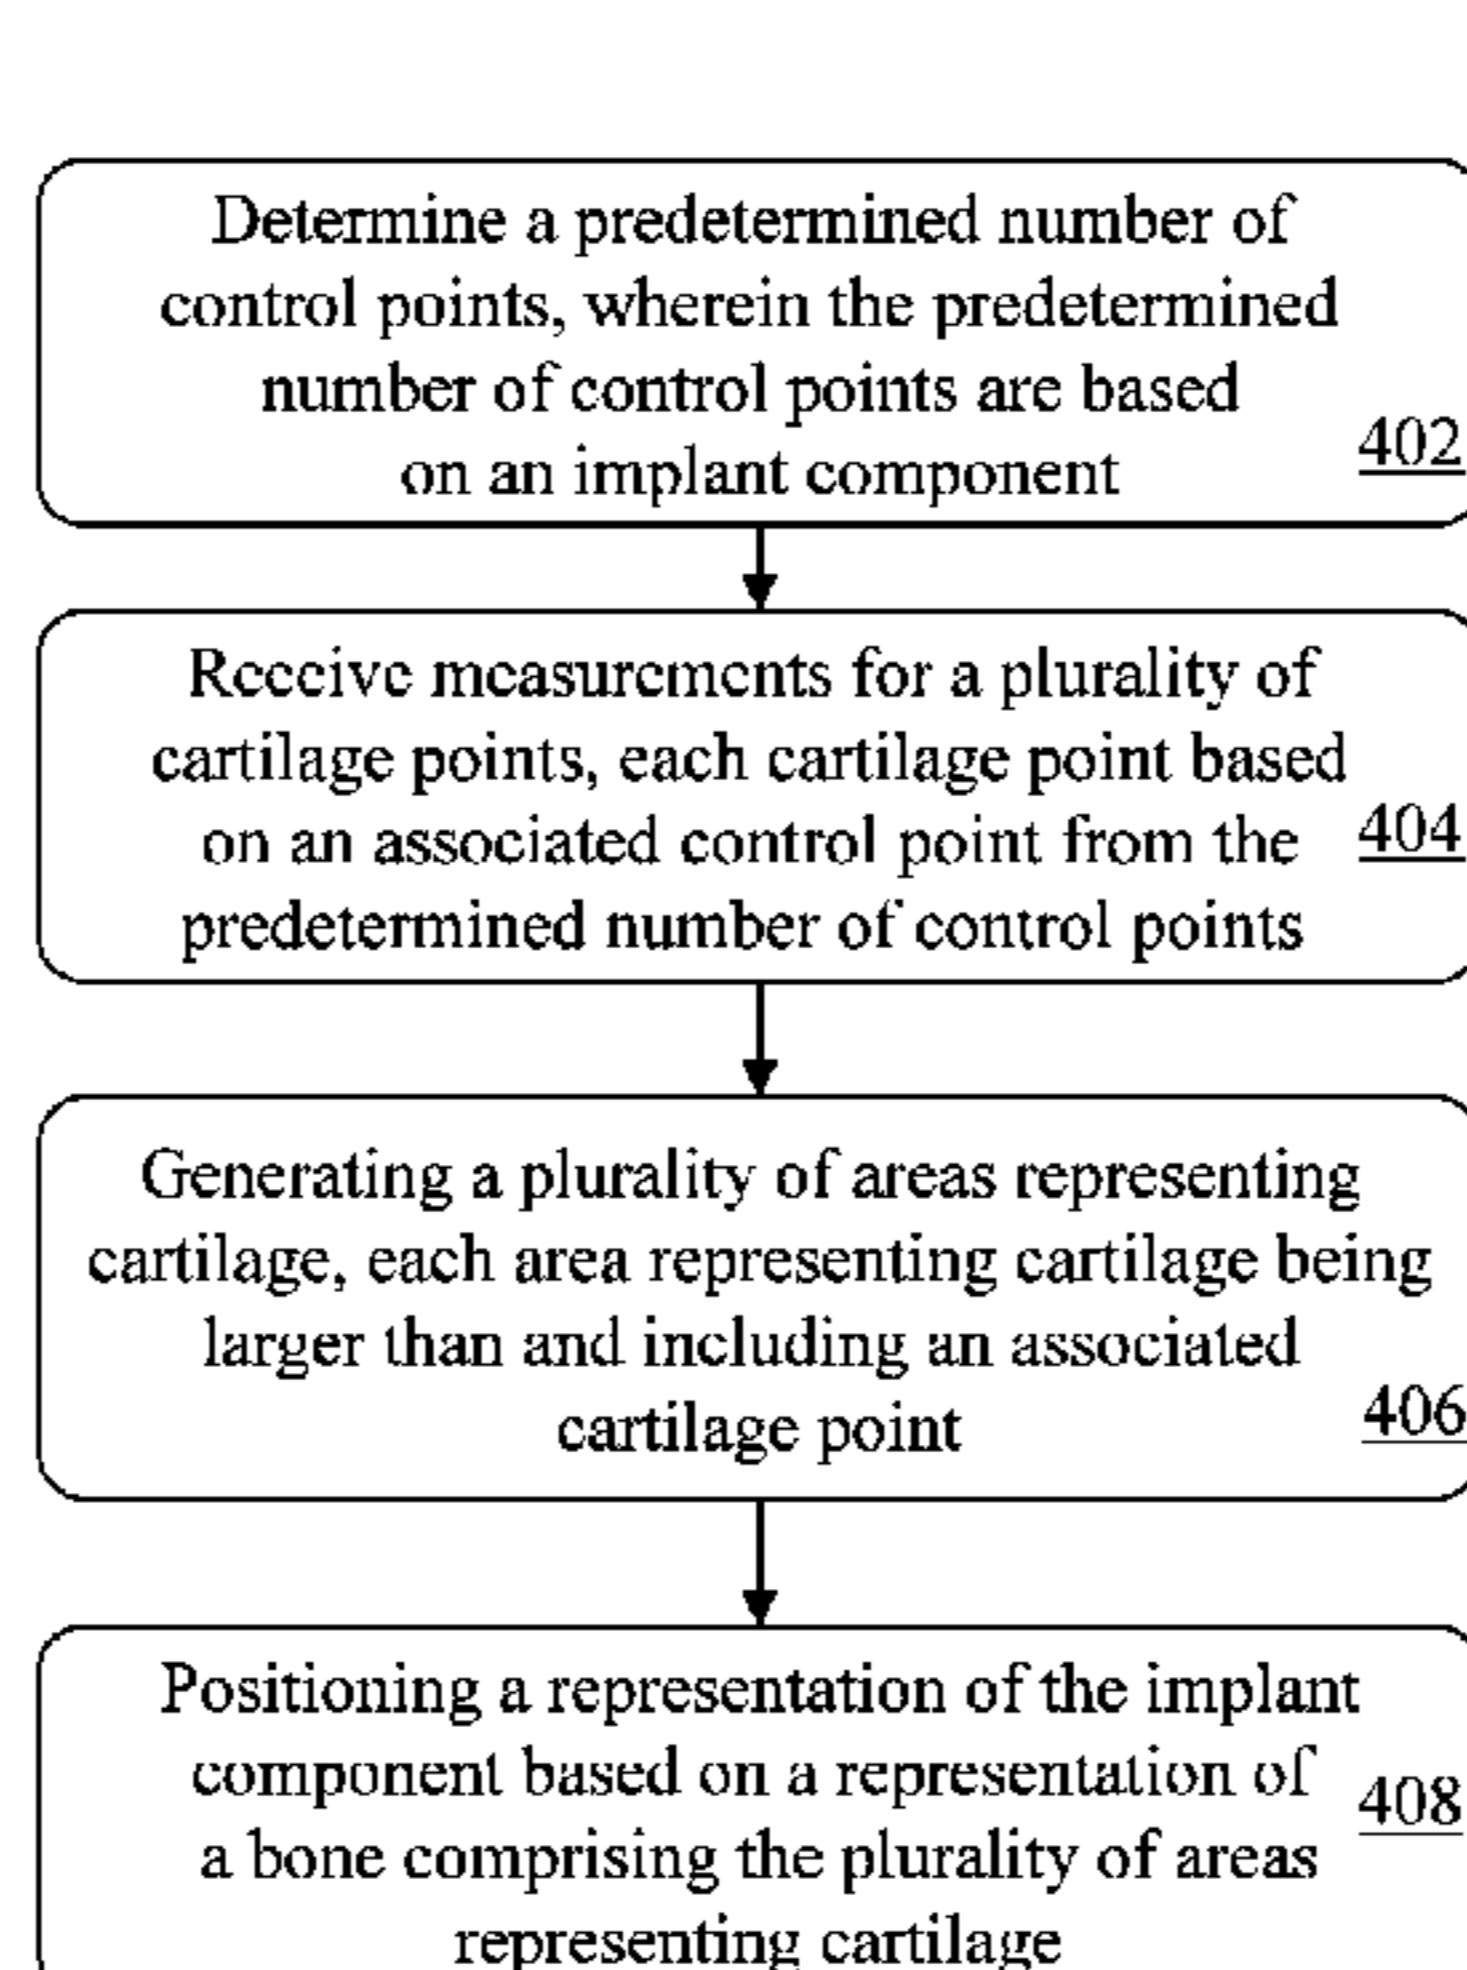 Determine a predetermined number of
control points, wherein the predetermined
number of control points are based
on an implant component
402
Receive measurements for a plurality of
cartilage points, each cartilage point based
on an associated control point from the
predetermined number of control points
404
Generating a plurality of areas representing
cartilage, each area representing cartilage being
larger than and including an associated
cartilage point
406
Positioning a representation of the implant
component based on a representation of
a bone comprising the plurality of areas
representing cartilage
408